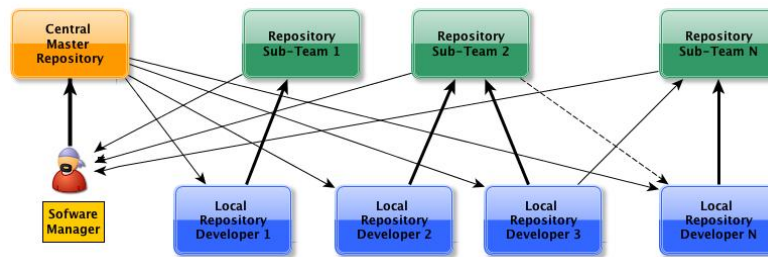 Central
Master
Repository
Repository
Sub-Team 1
Repository
Sub-Team 2
Repository
Sub-Team N
Sofware
Manager
Local
Repository
Developer 1
Local
Repository
Developer 2
Local
Repository
Developer 3
Local
Repository
Developer N